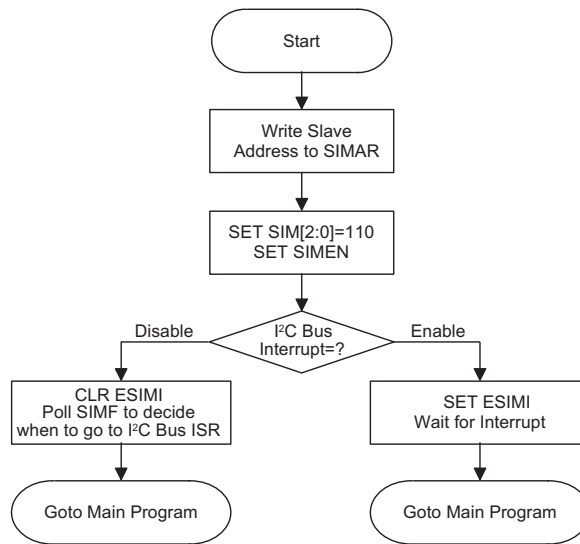 Start
Write Slave
Address to SIMAR
SET SIM[2:0]=110
SET SIMEN
Disable
I²C Bus
Interrupt=?
Enable
CLR ESIMI
Poll SIMF to decide
when to go to I²C Bus ISR
SET ESIMI
Wait for Interrupt
Goto Main Program
Goto Main Program